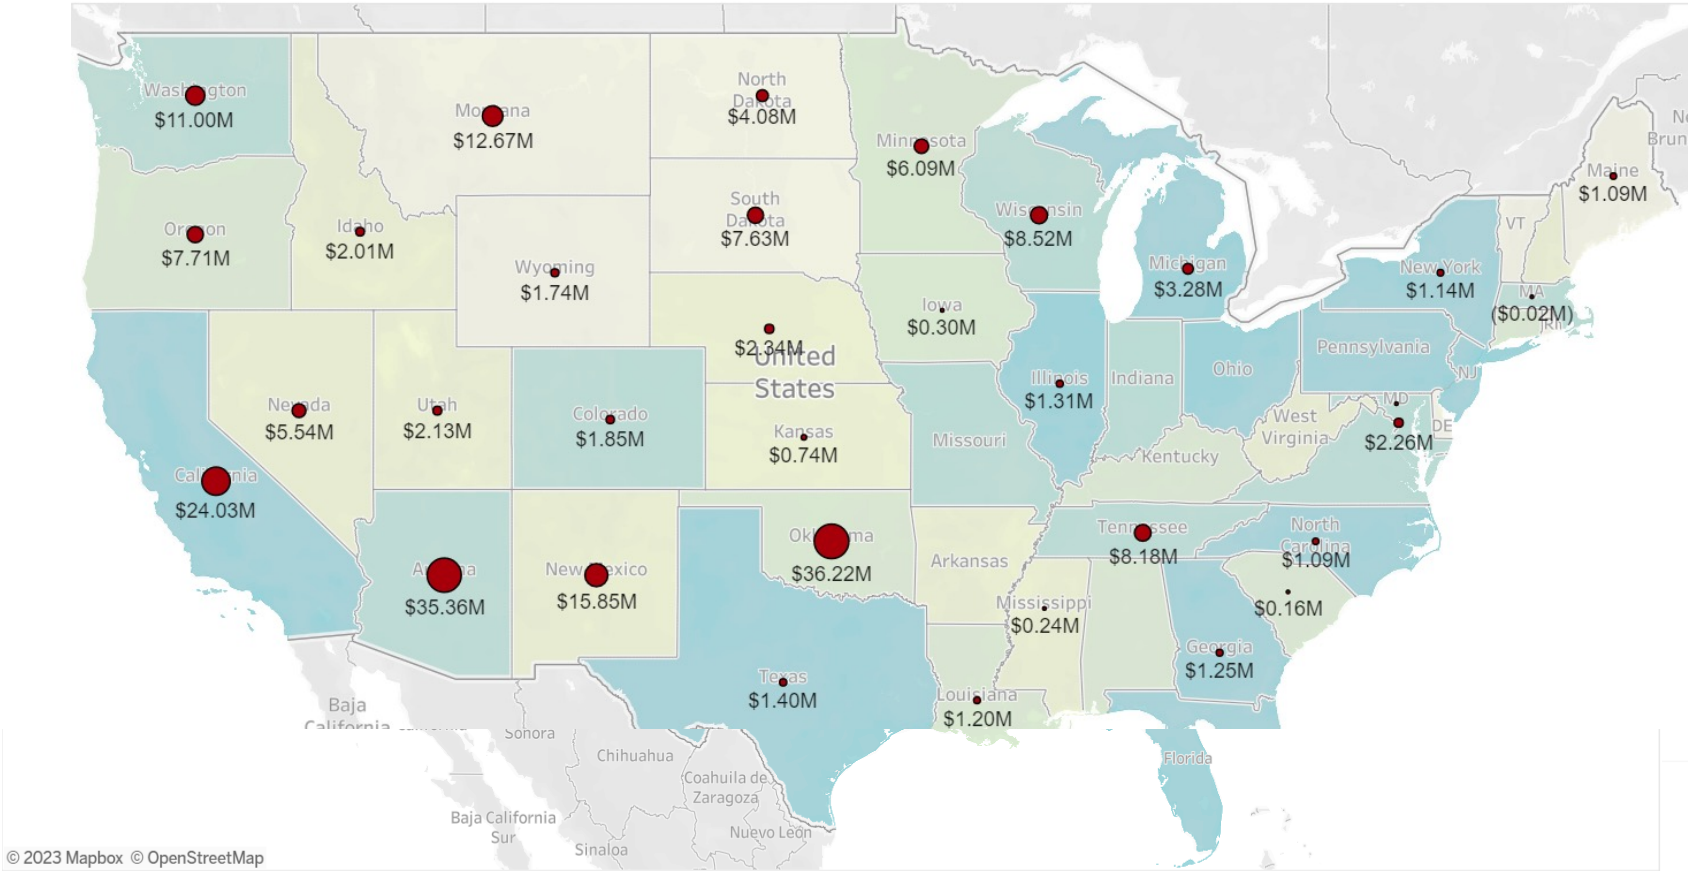 Washington
$11.00M
Montana
$12.67M
North
Dakota
$4.08M
Minnesota
$6.09M
Oregon
$7.71M
Idaho
$2.01M
Wyoming
$1.74M
South
Dakota
$7.63M
Wisconsin
$8.52M
Michigan
$3.28M
New York
$1.14M
VT
Maine
$1.09M
MA
($0.02M)
RI
Iowa
$0.30M
$2.34M
United
States
Nevada
$5.54M
Utah
$2.13M
Colorado
$1.85M
Kansas
$0.74M
Missouri
Illinois
$1.31M
Indiana
Ohio
Pennsylvania
NJ
MD
DE
$2.26M
West
Virginia
Kentucky
California
$24.03M
Arizona
$35.36M
New Mexico
$15.85M
Oklahoma
$36.22M
Arkansas
Tennessee
$8.18M
North
Carolina
$1.09M
$0.16M
Mississippi
$0.24M
Georgia
$1.25M
Texas
$1.40M
Louisiana
$1.20M
Florida
Baja
California
Sonora
Chihuahua
Coahuila de
Zaragoza
Baja California
Sur
Sinaloa
Nuevo León
© 2023 Mapbox © OpenStreetMap